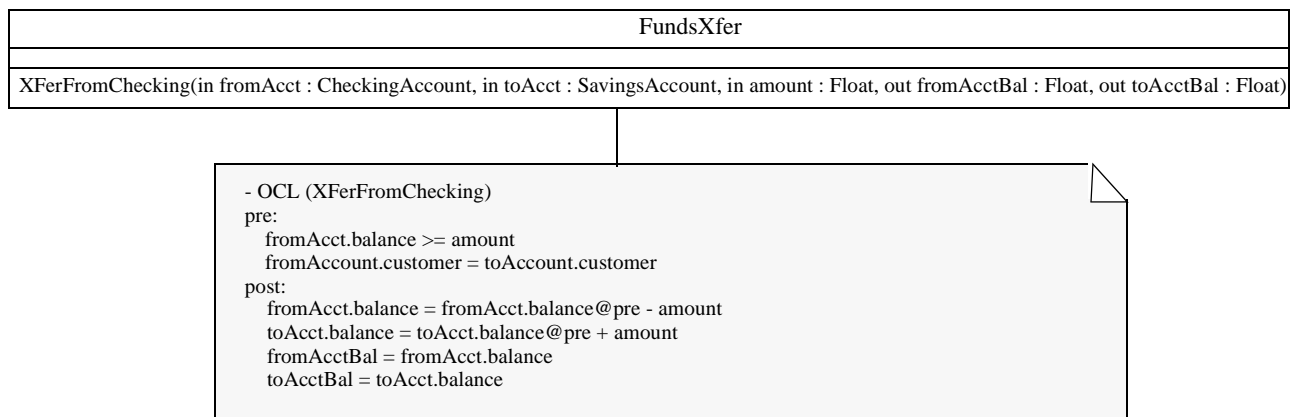 FundsXfer
XFerFromChecking(in fromAcct : CheckingAccount, in toAcct : SavingsAccount, in amount : Float, out fromAcctBal : Float, out toAcctBal : Float)
- OCL (XFerFromChecking)
pre:
fromAcct.balance >= amount
fromAccount.customer = toAccount.customer
post:
fromAcct.balance = fromAcct.balance@pre - amount
toAcct.balance = toAcct.balance@pre + amount
fromAcctBal = fromAcct.balance
toAcctBal = toAcct.balance